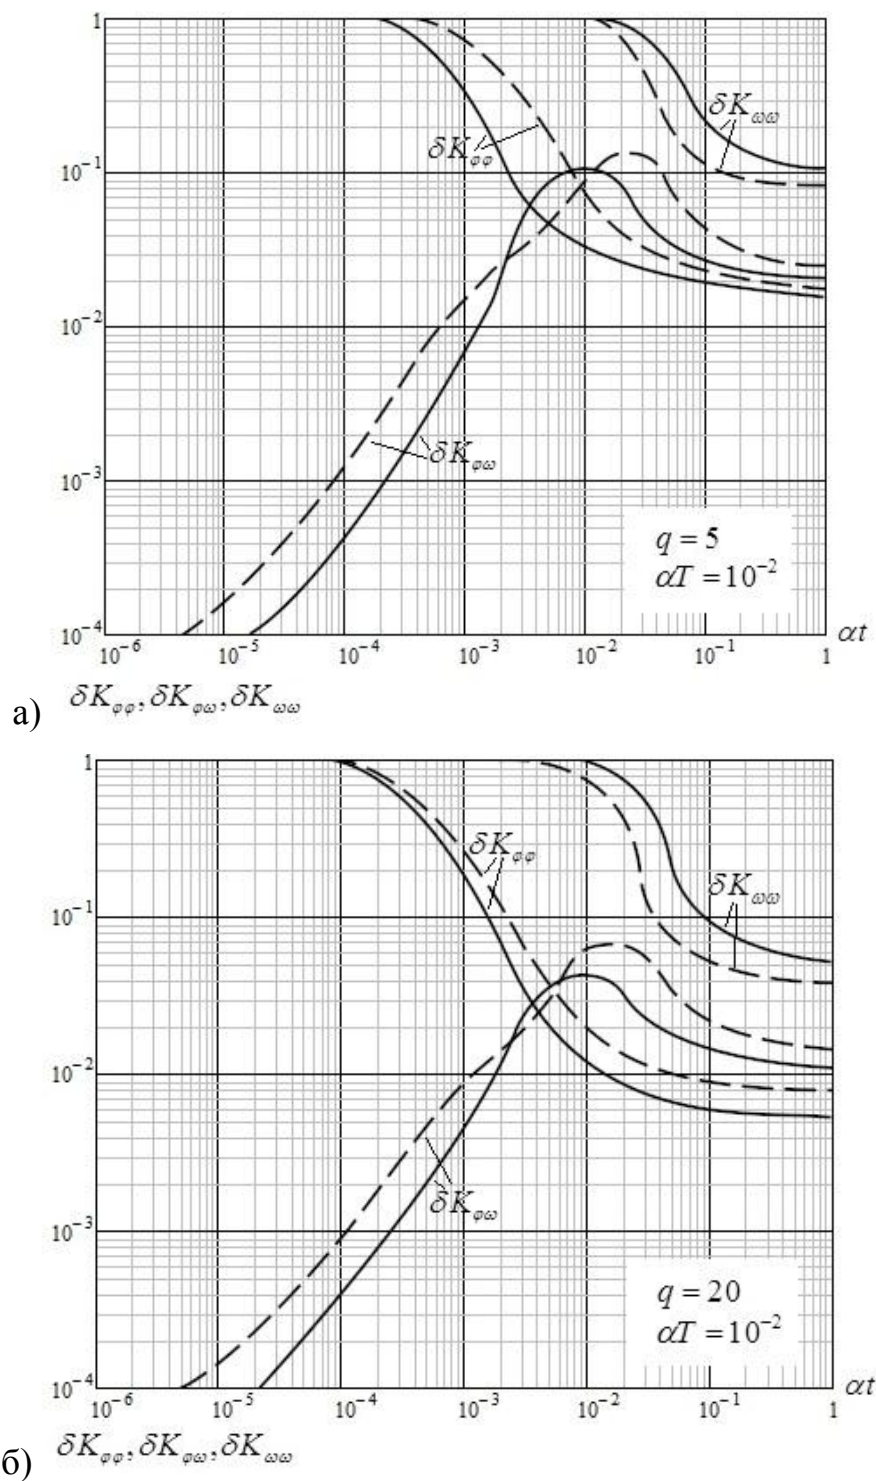 1
10⁻¹
10⁻²
10⁻³
10⁻⁴
δK_φφ
δK_ωω
δK_φω
q = 5
αT = 10⁻²
10⁻⁶ 10⁻⁵ 10⁻⁴ 10⁻³ 10⁻² 10⁻¹ 1 αt
а) δK_φφ, δK_φω, δK_ωω
1
10⁻¹
10⁻²
10⁻³
10⁻⁴
δK_φφ
δK_ωω
δK_φω
q = 20
αT = 10⁻²
10⁻⁶ 10⁻⁵ 10⁻⁴ 10⁻³ 10⁻² 10⁻¹ 1 αt
б) δK_φφ, δK_φω, δK_ωω